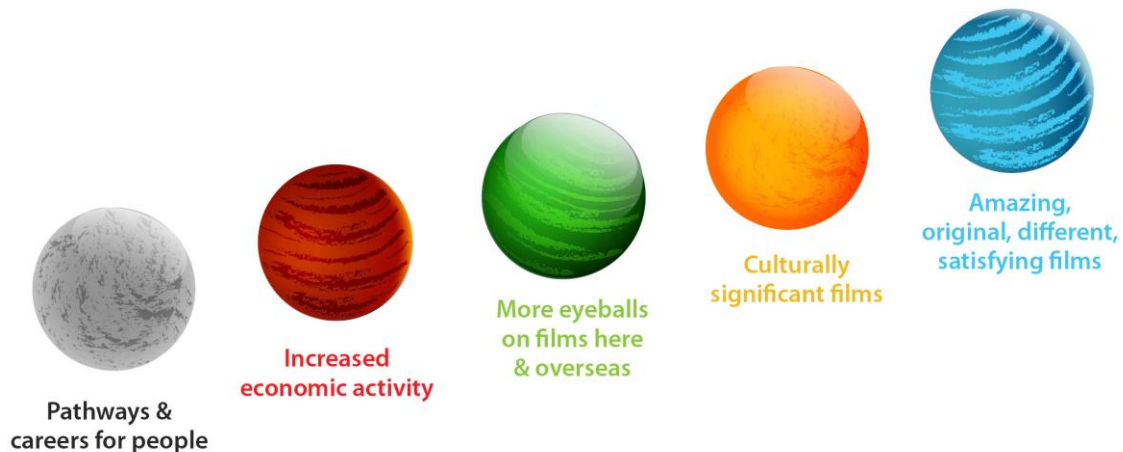 Pathways &
careers for people
Increased
economic activity
More eyeballs
on films here
& overseas
Culturally
significant films
Amazing,
original, different,
satisfying films